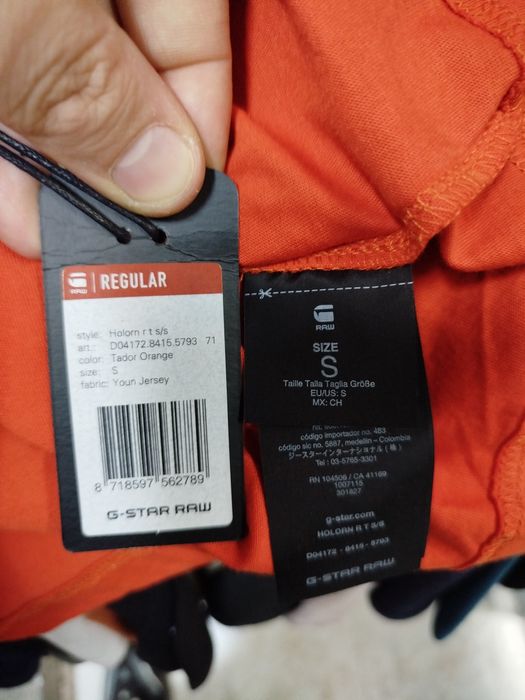 RAW
REGULAR
style: Holorn r t s/s
art.: D04172.8415.5793 71
color: Tador Orange
size: S
fabric: Youn Jersey
8 718597 562789
G-STAR RAW
RAW
SIZE
S
Taille Talla Taglia Größe
EU/US: S
MX: CH
código importador no. 4B3
código sic no. 5887, medellin – Colombia
ジースターインターナショナル ( 株 )
Tel : 03-5765-3301
RN 104506 / CA 41169
1007115
301827
g-star.com
HOLORN R T S/S
D04172 - 8415 - 5793
G-STAR RAW